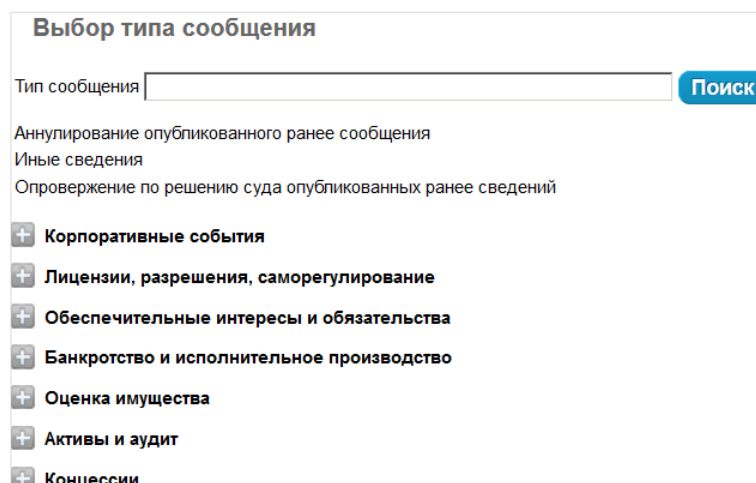 Выбор типа сообщения
Тип сообщения Поиск
Аннулирование опубликованного ранее сообщения
Иные сведения
Опровержение по решению суда опубликованных ранее сведений
Корпоративные события
Лицензии, разрешения, саморегулирование
Обеспечительные интересы и обязательства
Банкротство и исполнительное производство
Оценка имущества
Активы и аудит
Концессии